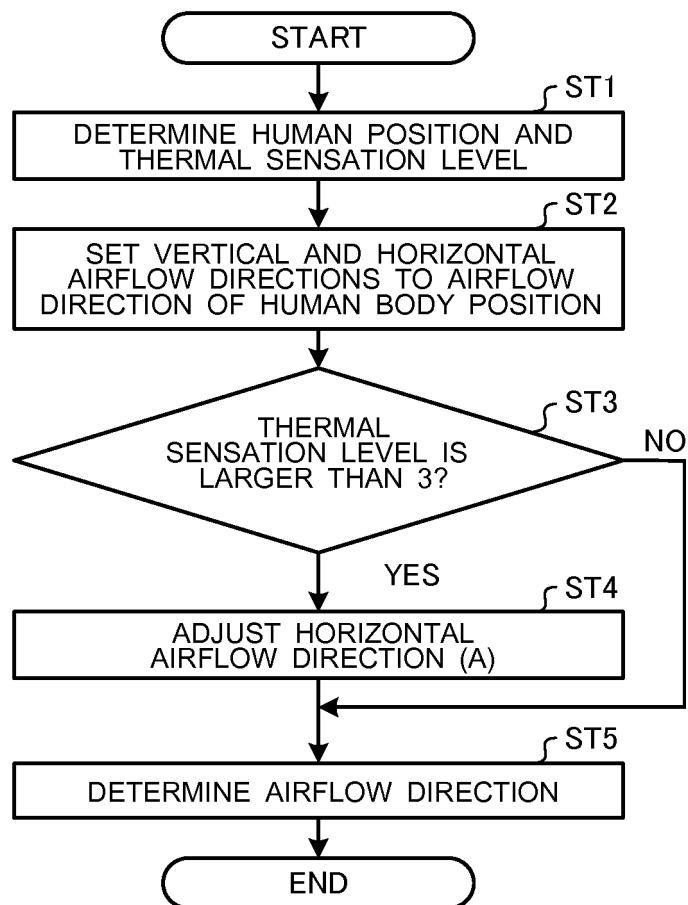 START
ST1
DETERMINE HUMAN POSITION AND
THERMAL SENSATION LEVEL
ST2
SET VERTICAL AND HORIZONTAL
AIRFLOW DIRECTIONS TO AIRFLOW
DIRECTION OF HUMAN BODY POSITION
ST3
THERMAL
SENSATION LEVEL IS
LARGER THAN 3?
NO
YES
ST4
ADJUST HORIZONTAL
AIRFLOW DIRECTION (A)
ST5
DETERMINE AIRFLOW DIRECTION
END